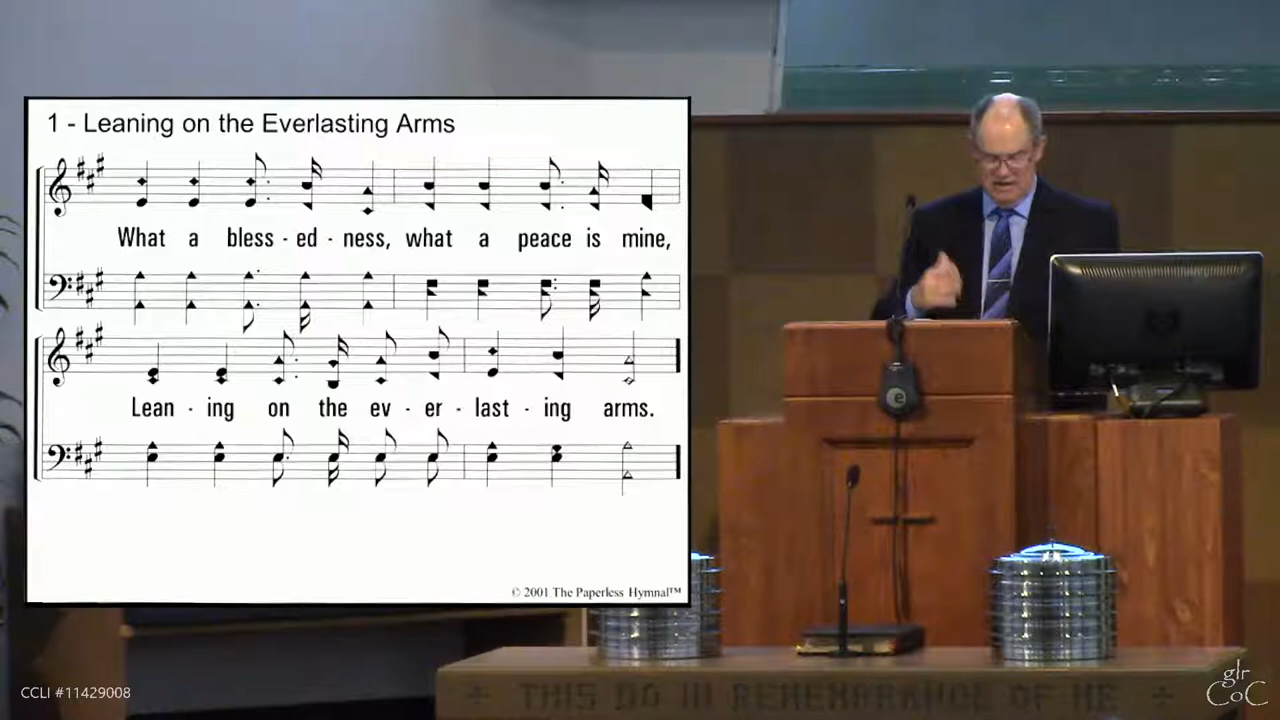 1 - Leaning on the Everlasting Arms
What a bless - ed - ness, what a peace is mine,
Lean - ing on the ev - er - last - ing arms.
© 2001 The Paperless Hymnal™
e
CCLI #11429008
THIS DO IN REMEMBRANCE OF ME
glr
CoC